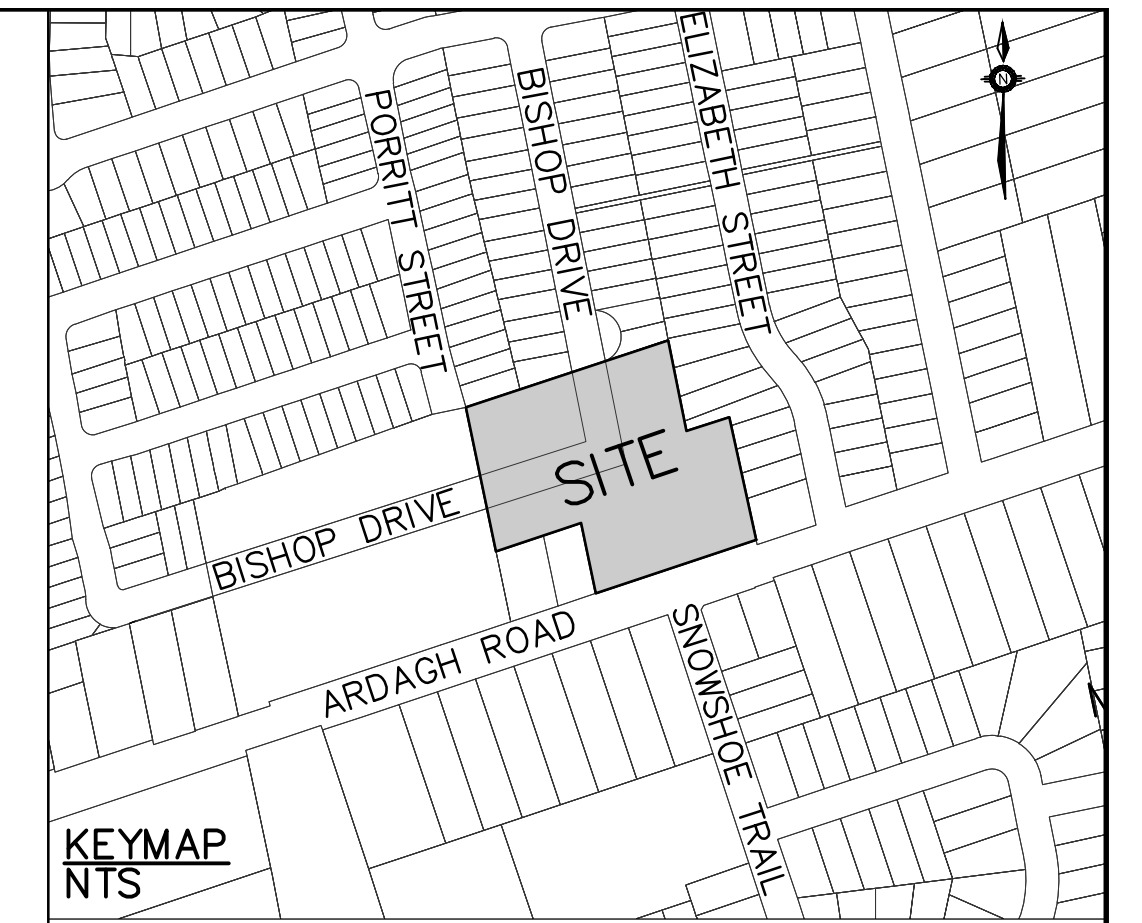 ELIZABETH STREET
BISHOP DRIVE
N
PORRITT STREET
SITE
BISHOP DRIVE
ARDAGH ROAD
SNOWSHOE TRAIL
KEYMAP
NTS